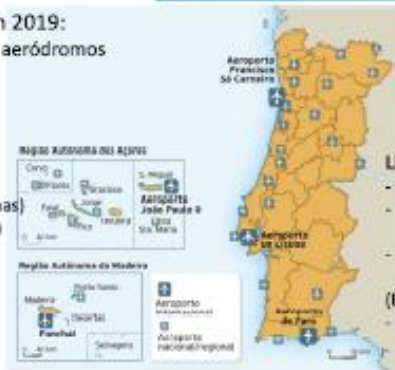 n 2019:
aeródromos
Aeroporto
Francisco
Sá Carneiro
Região Autónoma dos Açores
Corvo
Flores
Graciosa
S. Miguel
Aeroporto
João Paulo II
Faial
S. Jorge
Pico
Terceira
Sta. Maria
nas)
)
Aeroporto
de Lisboa
Região Autónoma da Madeira
Porto Santo
Madeira
Desertas
Funchal
Selvagens
Aeroporto
internacional
Aeroporto
nacional/regional
Aeroporto
de Faro